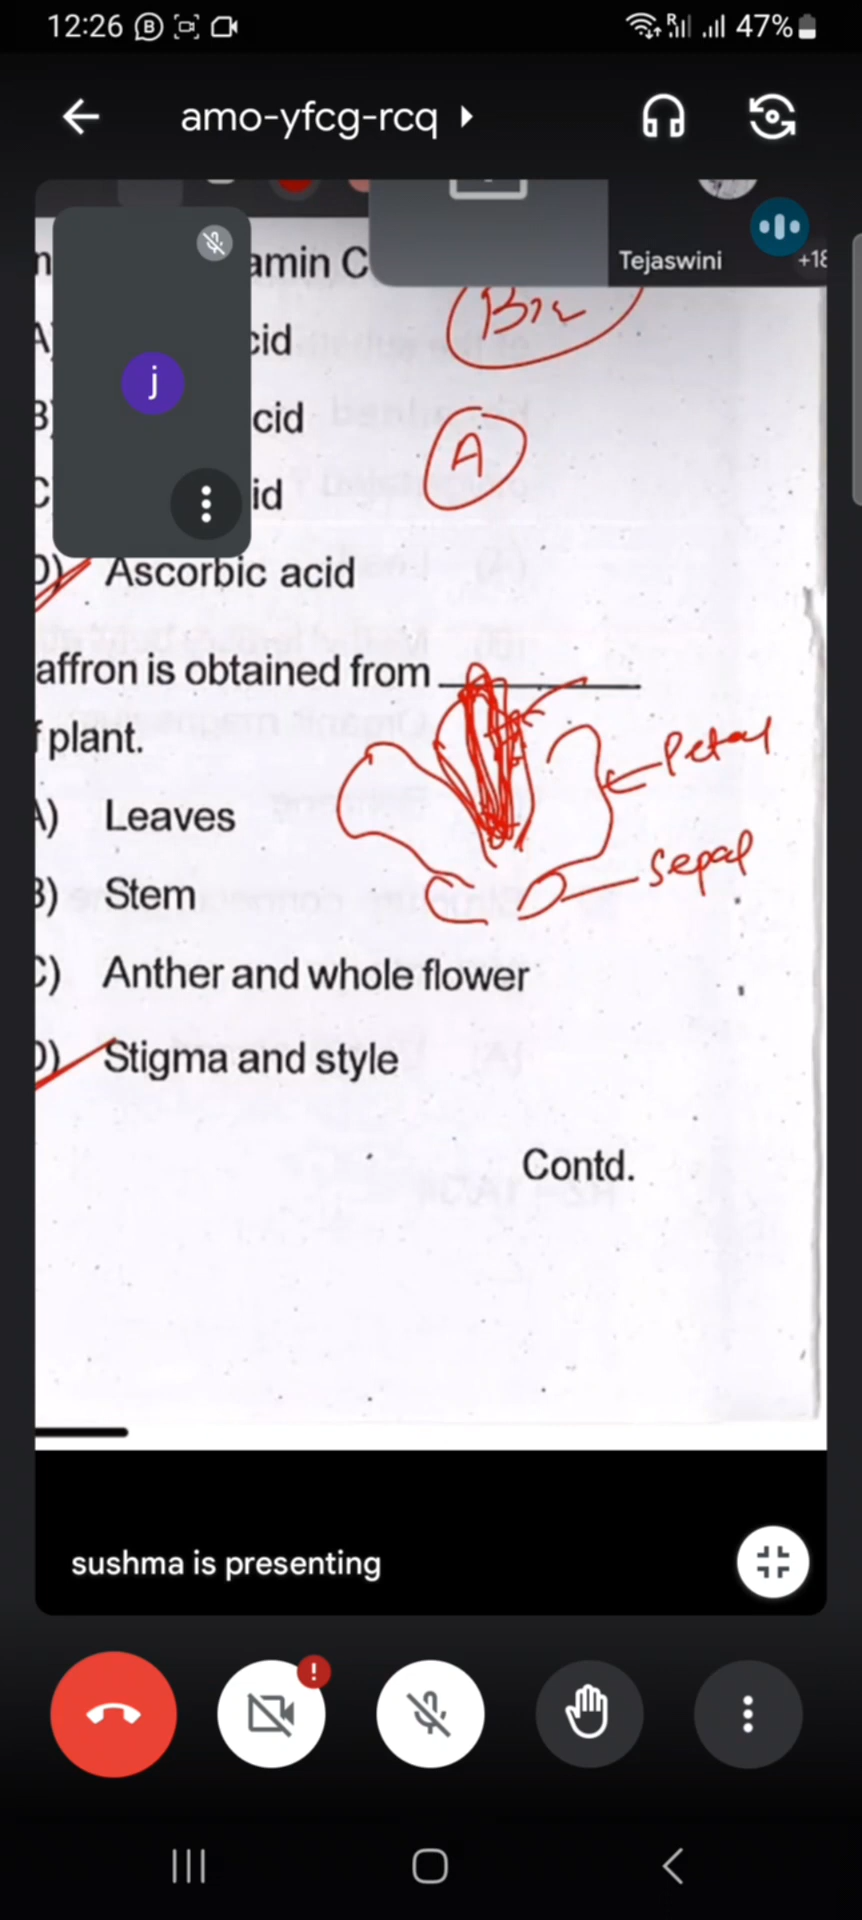 12:26 47%
amo-yfcg-rcq
Tejaswini
+18
amin C
B12
cid
cid
A
id
j
D) Ascorbic acid
affron is obtained from
plant.
A) Leaves
Petal
B) Stem
Sepal
C) Anther and whole flower
D) Stigma and style
Contd.
sushma is presenting